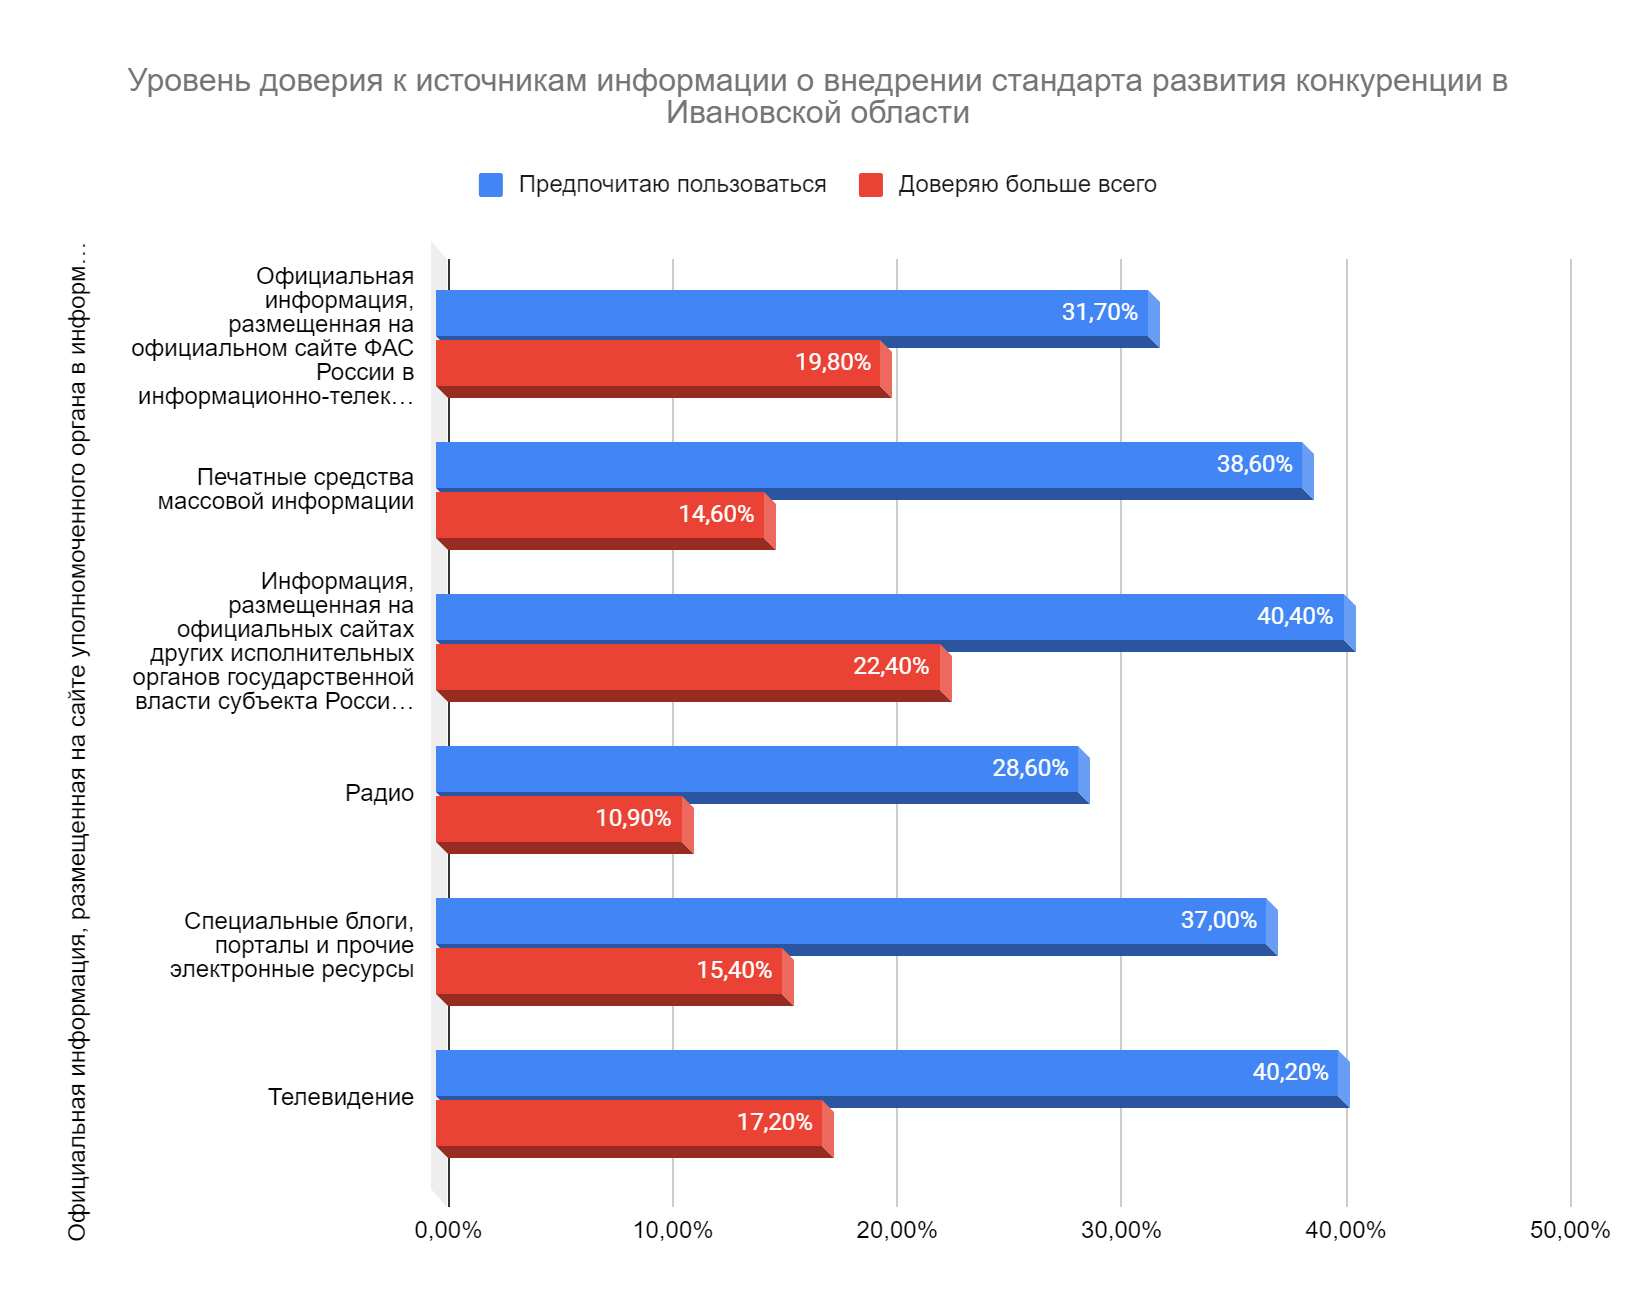 Уровень доверия к источникам информации о внедрении стандарта развития конкуренции в
Ивановской области
Предпочитаю пользоваться
Доверяю больше всего
Официальная информация, размещенная на сайте уполномоченного органа в информ…
Официальная
информация,
размещенная на
официальном сайте ФАС
России в
информационно-телек…
31,70%
19,80%
Печатные средства
массовой информации
38,60%
14,60%
Информация,
размещенная на
официальных сайтах
других исполнительных
органов государственной
власти субъекта Росси…
40,40%
22,40%
Радио
28,60%
10,90%
Специальные блоги,
порталы и прочие
электронные ресурсы
37,00%
15,40%
Телевидение
40,20%
17,20%
0,00%
10,00%
20,00%
30,00%
40,00%
50,00%